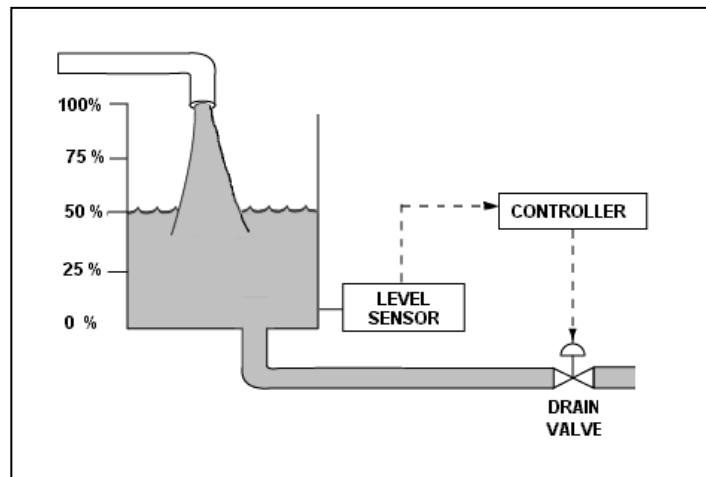 100%
75 %
50 %
25 %
0 %
CONTROLLER
LEVEL
SENSOR
DRAIN
VALVE